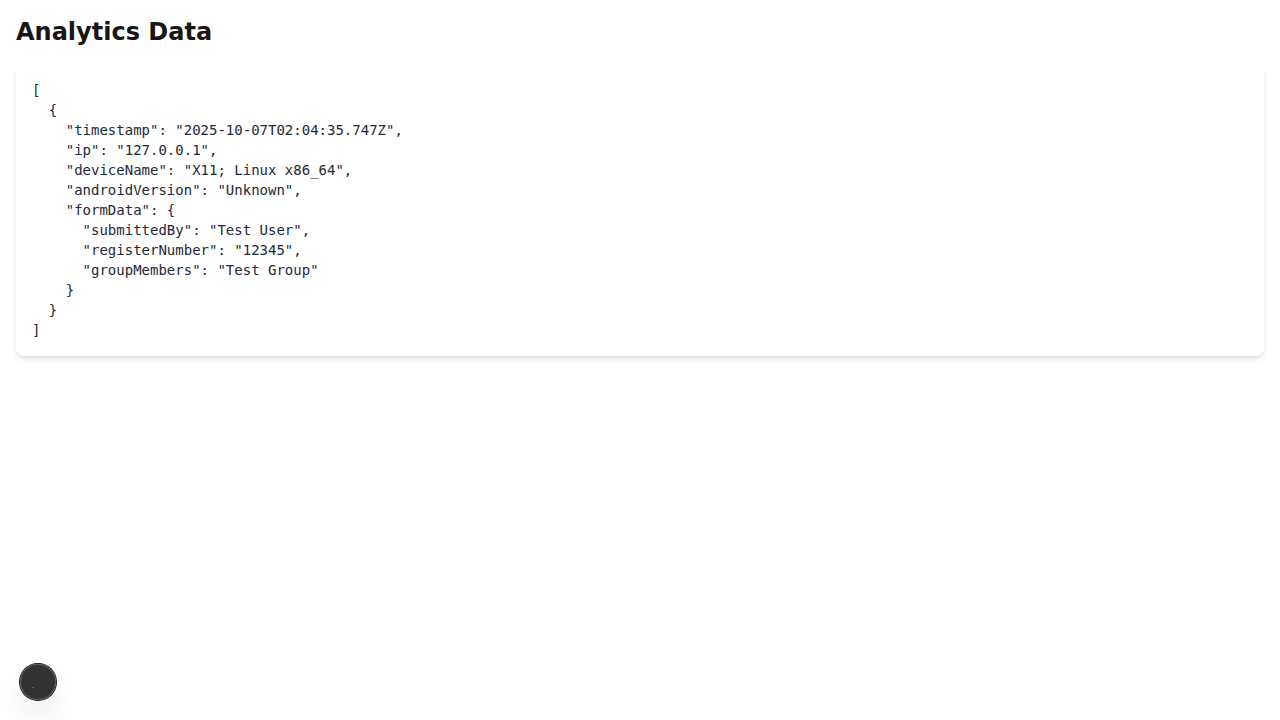 Analytics Data
[
  {
    "timestamp": "2025-10-07T02:04:35.747Z",
    "ip": "127.0.0.1",
    "deviceName": "X11; Linux x86_64",
    "androidVersion": "Unknown",
    "formData": {
      "submittedBy": "Test User",
      "registerNumber": "12345",
      "groupMembers": "Test Group"
    }
  }
]